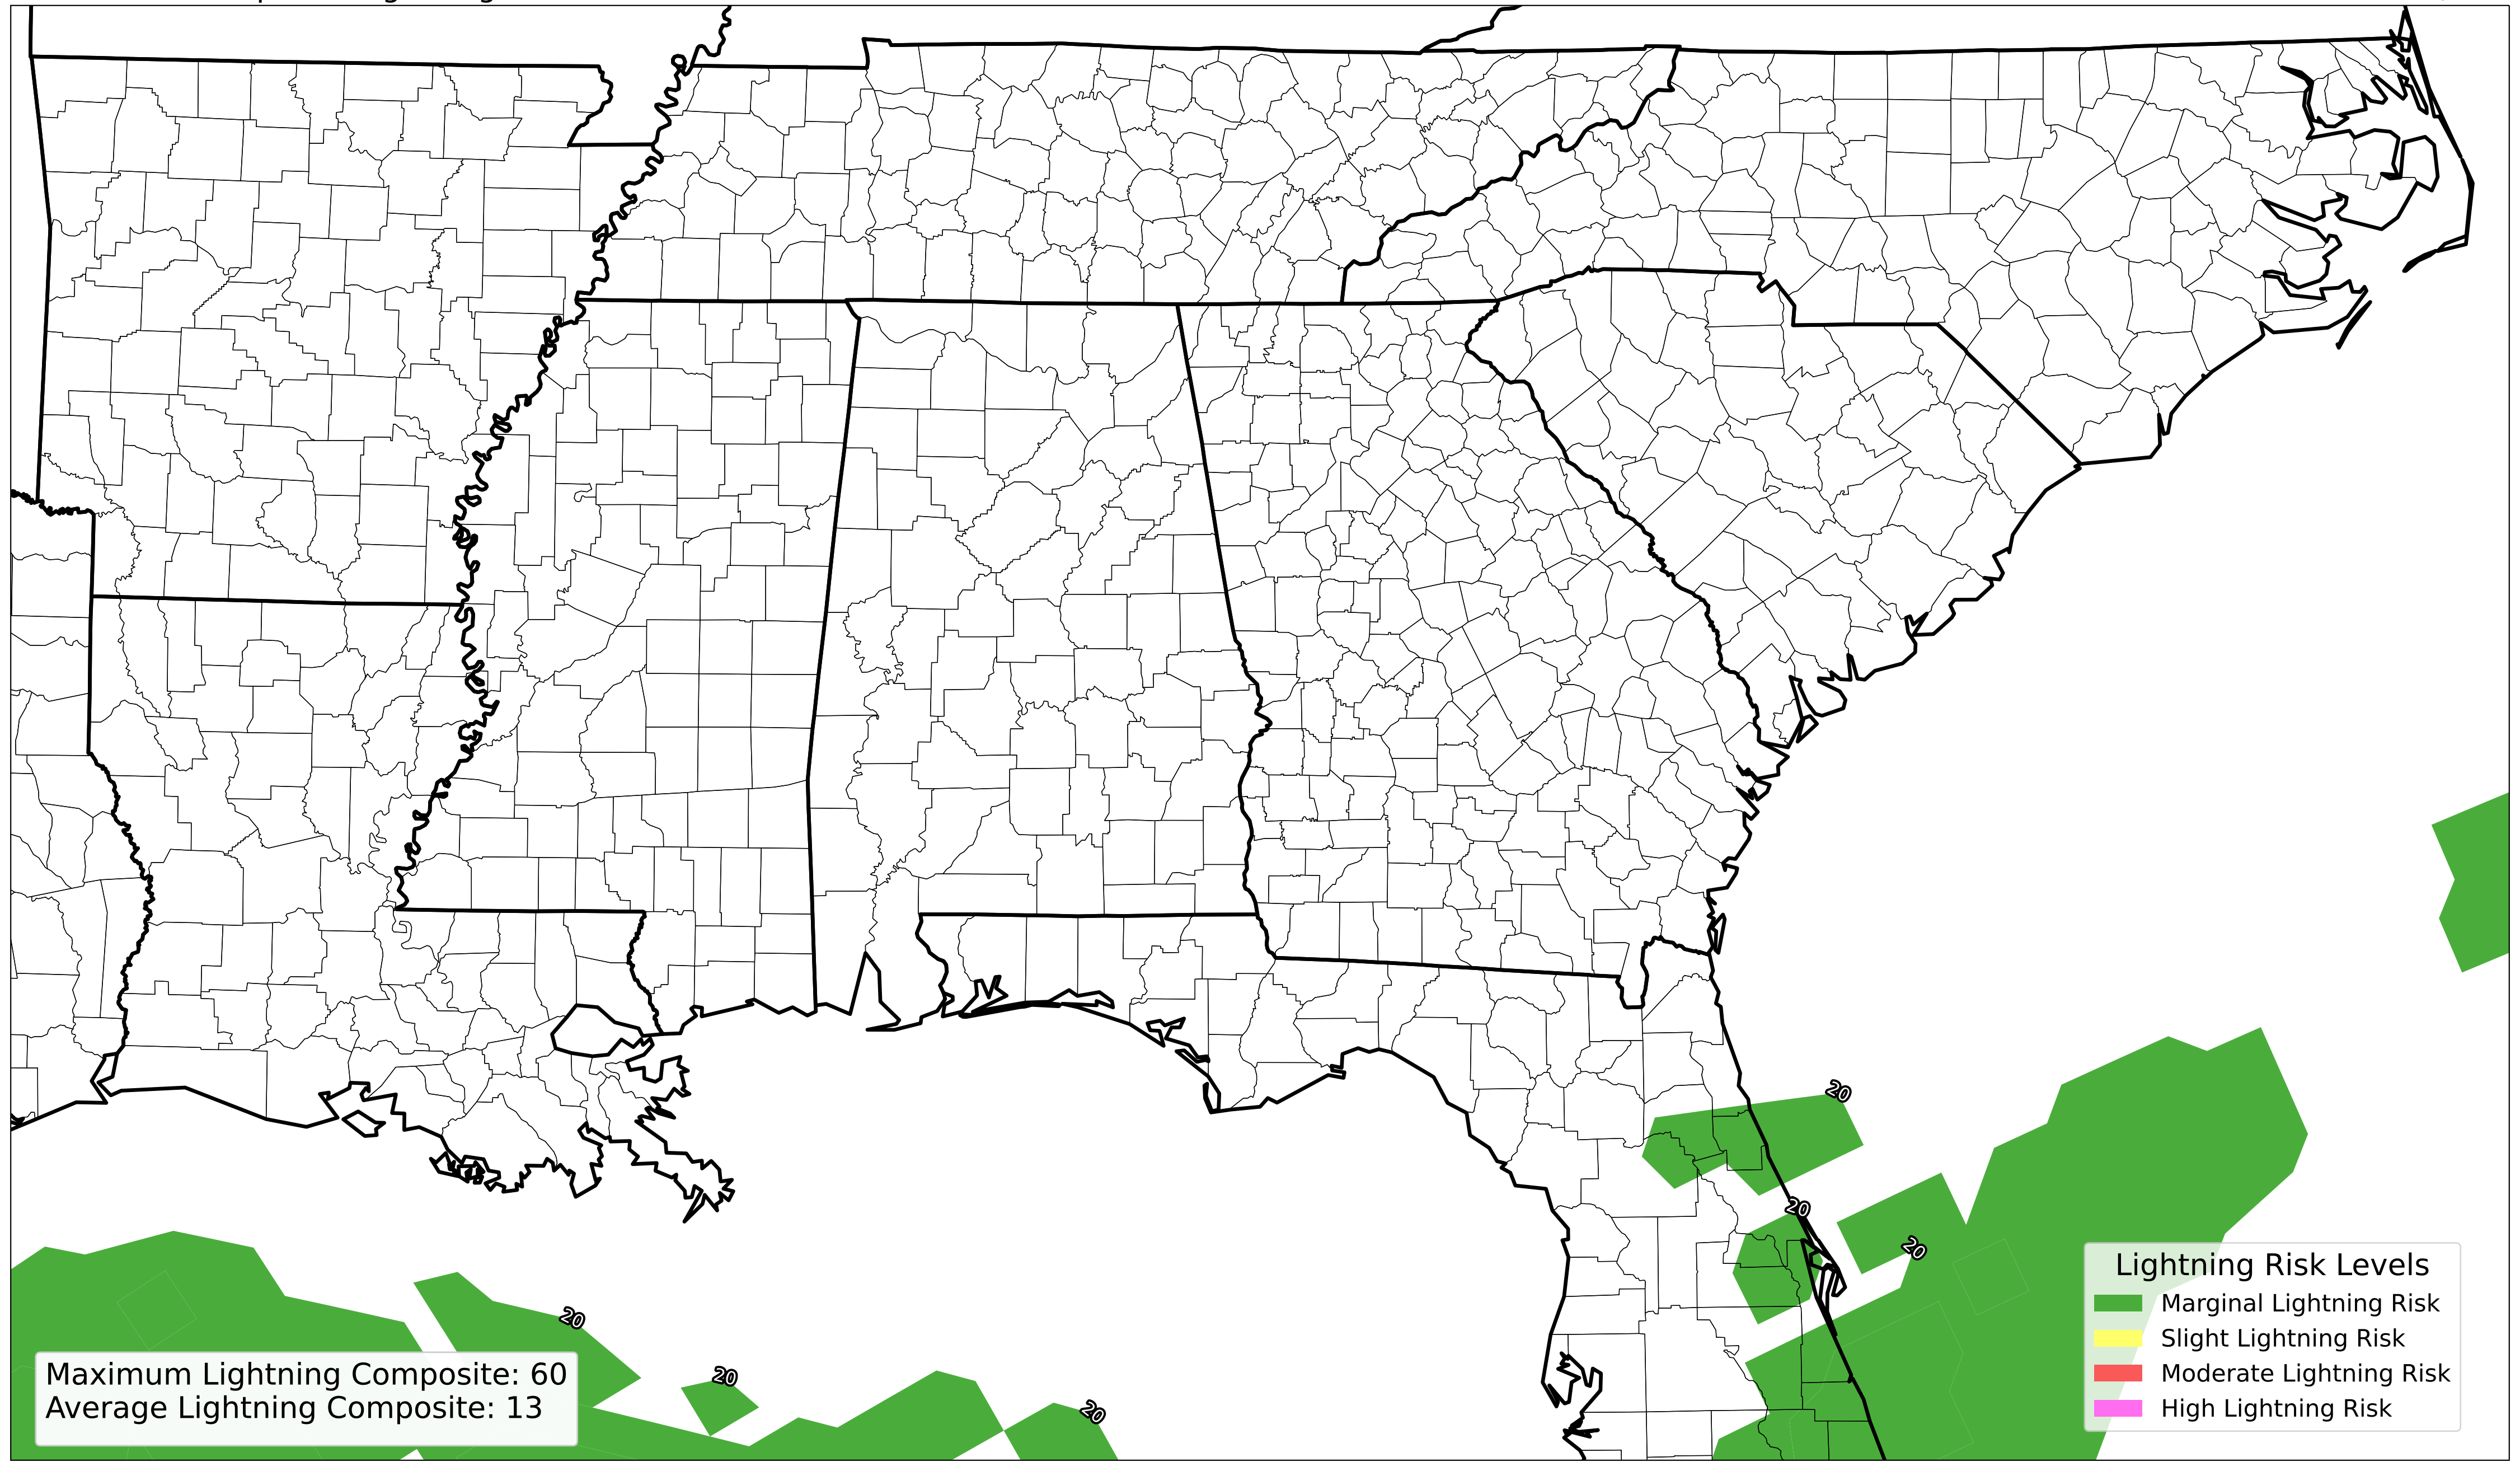 20
20
20
20
20
20
Lightning Risk Levels
Marginal Lightning Risk
Slight Lightning Risk
Moderate Lightning Risk
High Lightning Risk
Maximum Lightning Composite: 60
Average Lightning Composite: 13